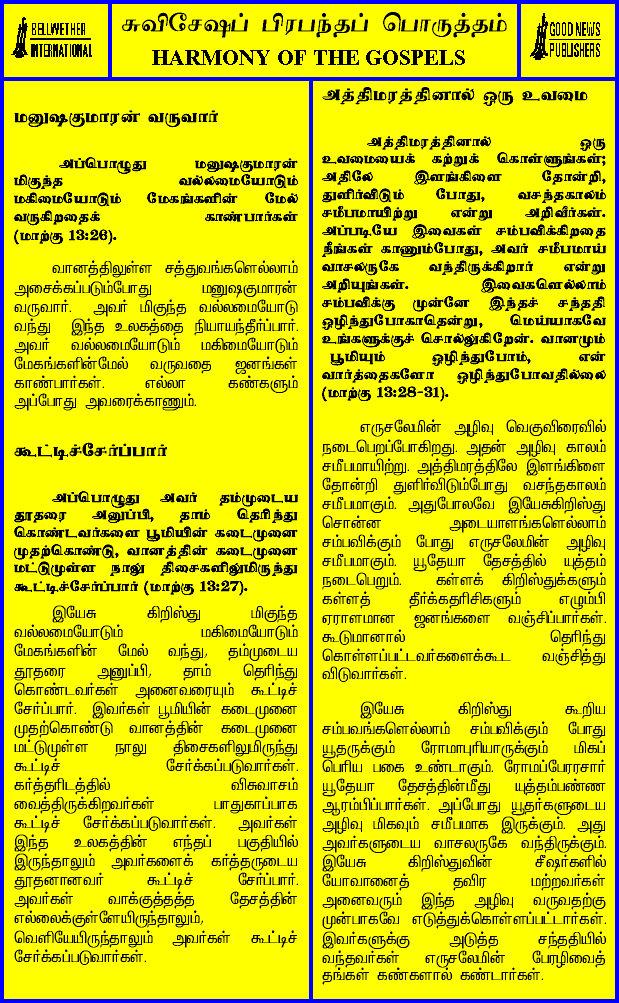 BELLWETHER
INTERNATIONAL
சுவிசேஷப் பிரபந்தப் பொருத்தம்
HARMONY OF THE GOSPELS
GOOD NEWS
PUBLISHERS
மனுஷகுமாரன் வருவார்
அப்பொழுது மனுஷகுமாரன்
மிகுந்த வல்லமையோடும்
மகிமையோடும் மேகங்களின் மேல்
வருகிறதைக் காண்பார்கள்
(மாற்கு 13:26).
வானத்திலுள்ள சத்துவங்களெல்லாம்
அசைக்கப்படும்போது மனுஷகுமாரன்
வருவார். அவர் மிகுந்த வல்லமையோடு
வந்து இந்த உலகத்தை நியாயந்தீர்ப்பார்.
அவர் வல்லமையோடும் மகிமையோடும்
மேகங்களின்மேல் வருவதை ஜனங்கள்
காண்பார்கள். எல்லா கண்களும்
அப்போது அவரைக்காணும்.
கூட்டிச்சேர்ப்பார்
அப்பொழுது அவர் தம்முடைய
தூதரை அனுப்பி, தாம் தெரிந்து
கொண்டவர்களை பூமியின் கடைமுனை
முதற்கொண்டு, வானத்தின் கடைமுனை
மட்டுமுள்ள நாலு திசைகளிலுமிருந்து
கூட்டிச்சேர்ப்பார் (மாற்கு 13:27).
இயேசு கிறிஸ்து மிகுந்த
வல்லமையோடும் மகிமையோடும்
மேகங்களின் மேல் வந்து, தம்முடைய
தூதரை அனுப்பி, தாம் தெரிந்து
கொண்டவர்கள் அனைவரையும் கூட்டிச்
சேர்ப்பார். இவர்கள் பூமியின் கடைமுனை
முதற்கொண்டு வானத்தின் கடைமுனை
மட்டுமுள்ள நாலு திசைகளிலுமிருந்து
கூட்டிச் சேர்க்கப்படுவார்கள்.
கர்த்தரிடத்தில் விசுவாசம்
வைத்திருக்கிறவர்கள் பாதுகாப்பாக
கூட்டிச் சேர்க்கப்படுவார்கள். அவர்கள்
இந்த உலகத்தின் எந்தப் பகுதியில்
இருந்தாலும் அவர்களைக் கர்த்தருடைய
தூதனானவர் கூட்டிச் சேர்ப்பார்.
அவர்கள் வாக்குத்தத்த தேசத்தின்
எல்லைக்குள்ளேயிருந்தாலும்,
வெளியேயிருந்தாலும் அவர்கள் கூட்டிச்
சேர்க்கப்படுவார்கள்.
அத்திமரத்தினால் ஒரு உவமை
அத்திமரத்தினால் ஒரு
உவமையைக் கற்றுக் கொள்ளுங்கள்;
அதிலே இளங்கிளை தோன்றி,
துளிர்விடும் போது, வசந்தகாலம்
சமீபமாயிற்று என்று அறிவீர்கள்.
அப்படியே இவைகள் சம்பவிக்கிறதை
நீங்கள் காணும்போது, அவர் சமீபமாய்
வாசலருகே வந்திருக்கிறார் என்று
அறியுங்கள். இவைகளெல்லாம்
சம்பவிக்கு முன்னே இந்தச் சந்ததி
ஒழிந்துபோகாதென்று, மெய்யாகவே
உங்களுக்குச் சொல்லுகிறேன். வானமும்
பூமியும் ஒழிந்துபோம், என்
வார்த்தைகளோ ஒழிந்துபோவதில்லை
(மாற்கு 13:28-31).
எருசலேமின் அழிவு வெகுவிரைவில்
நடைபெறப்போகிறது. அதன் அழிவு காலம்
சமீபமாயிற்று. அத்திமரத்திலே இளங்கிளை
தோன்றி துளிர்விடும்போது வசந்தகாலம்
சமீபமாகும். அதுபோலவே இயேசுகிறிஸ்து
சொன்ன அடையாளங்களெல்லாம்
சம்பவிக்கும் போது எருசலேமின் அழிவு
சமீபமாகும். யூதேயா தேசத்தில் யுத்தம்
நடைபெறும். கள்ளக் கிறிஸ்துக்களும்
கள்ளத் தீர்க்கதரிசிகளும் எழும்பி
ஏராளமான ஜனங்களை வஞ்சிப்பார்கள்.
கூடுமானால் தெரிந்து
கொள்ளப்பட்டவர்களைக்கூட வஞ்சித்து
விடுவார்கள்.
இயேசு கிறிஸ்து கூறிய
சம்பவங்களெல்லாம் சம்பவிக்கும் போது
யூதருக்கும் ரோமாபுரியாருக்கும் மிகப்
பெரிய பகை உண்டாகும். ரோமப்பேரரசார்
யூதேயா தேசத்தின்மீது யுத்தம்பண்ண
ஆரம்பிப்பார்கள். அப்போது யூதர்களுடைய
அழிவு மிகவும் சமீபமாக இருக்கும். அது
அவர்களுடைய வாசலருகே வந்திருக்கும்.
இயேசு கிறிஸ்துவின் சீஷர்களில்
யோவானைத் தவிர மற்றவர்கள்
அனைவரும் இந்த அழிவு வருவதற்கு
முன்பாகவே எடுத்துக்கொள்ளப்பட்டார்கள்.
இவர்களுக்கு அடுத்த சந்ததியில்
வந்தவர்கள் எருசலேமின் பேரழிவைத்
தங்கள் கண்களால் கண்டார்கள்.